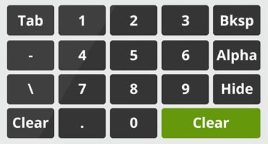 Tab 1 2 3 Bksp
- 4 5 6 Alpha
\ 7 8 9 Hide
Clear . 0 Clear